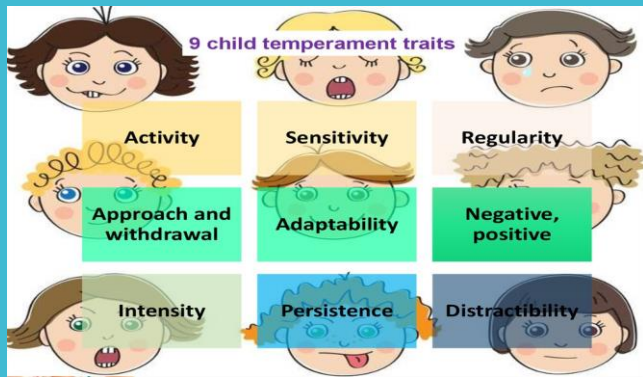 9 child temperament traits
Activity
Sensitivity
Regularity
Approach and
withdrawal
Adaptability
Negative,
positive
Intensity
Persistence
Distractibility